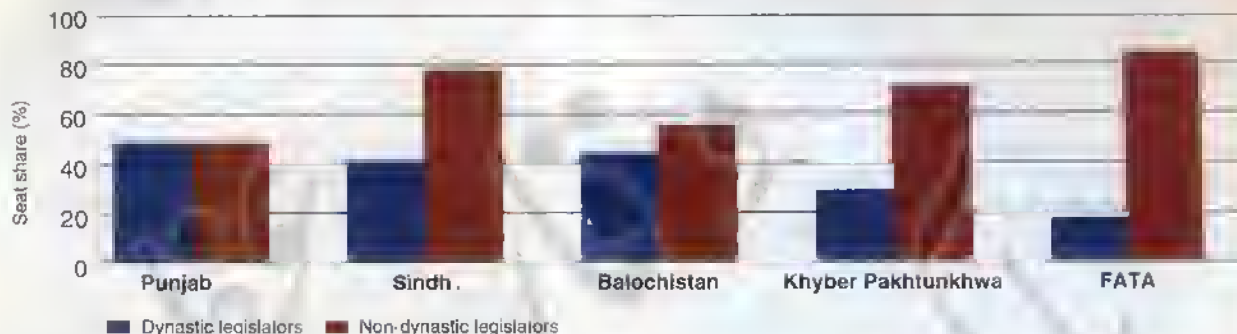 100
80
60
40
20
0
Seat share (%)
Punjab Sindh . Balochistan Khyber Pakhtunkhwa FATA
Dynastic legislators Non-dynastic legislators